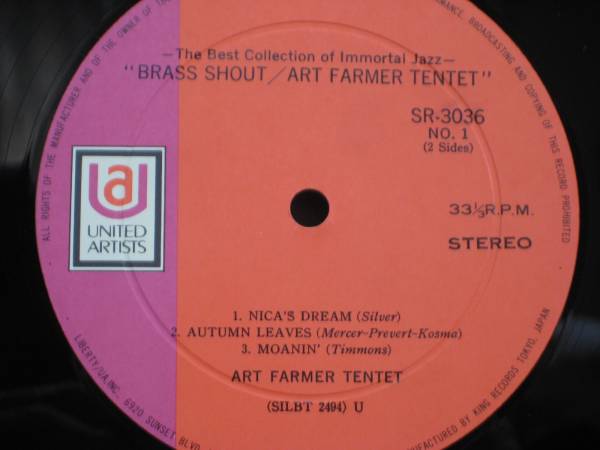 —The Best Collection of Immortal Jazz—
"BRASS SHOUT/ART FARMER TENTET"
SR-3036
NO. 1
(2 Sides)
33⅓R.P.M.
STEREO
UA
UNITED
ARTISTS
1. NICA'S DREAM (Silver)
2. AUTUMN LEAVES (Mercer-Prevert-Kosma)
3. MOANIN' (Timmons)
ART FARMER TENTET
(SILBT 2494) U
ALL RIGHTS OF THE MANUFACTURER AND OF THE OWNER OF THE
MANCE, BROADCASTING AND COPYING OF THIS RECORD PROHIBITED
LIBERTY/UA, INC. 6920 SUNSET BLVD.
FACTURED BY KING RECORDS TOKYO, JAPAN